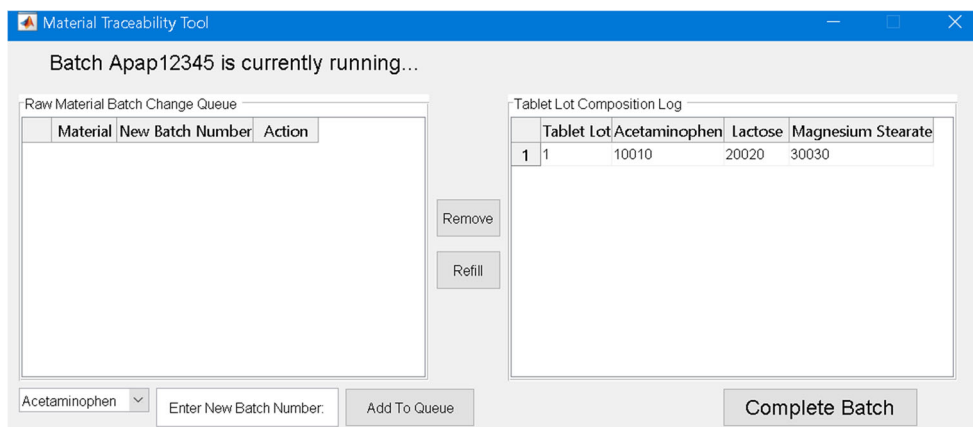 Material Traceability Tool
Batch Apap12345 is currently running...
Raw Material Batch Change Queue
Material New Batch Number Action
Remove
Refill
Tablet Lot Composition Log
Tablet Lot Acetaminophen Lactose Magnesium Stearate
1 1 10010 20020 30030
Acetaminophen Enter New Batch Number: Add To Queue
Complete Batch